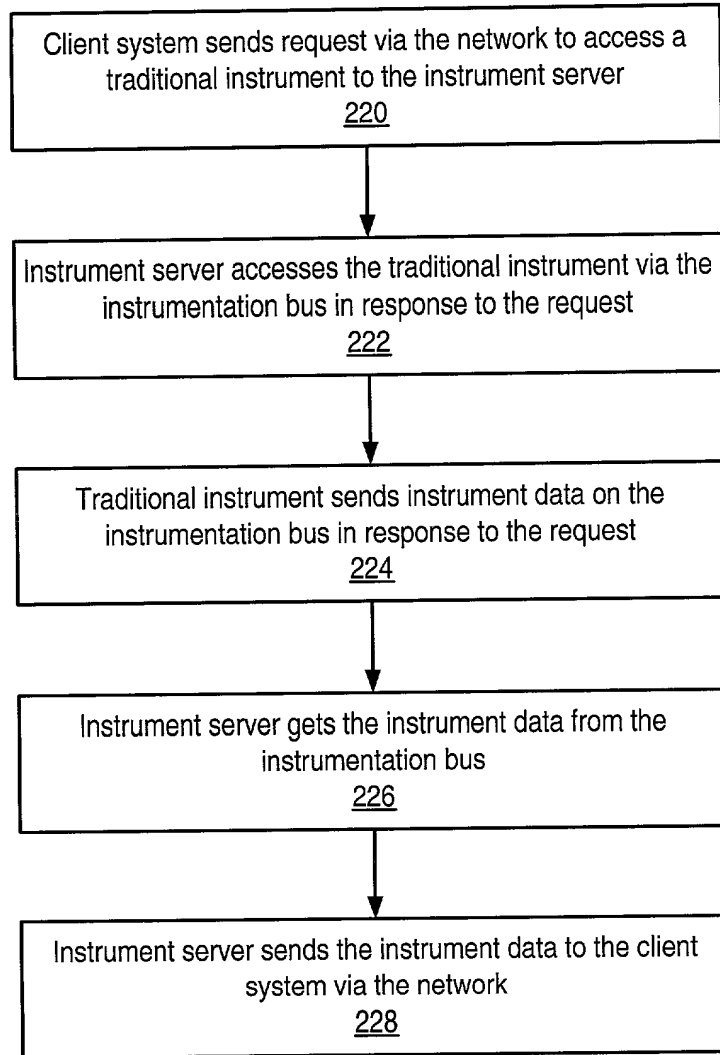 Client system sends request via the network to access a
traditional instrument to the instrument server
220
Instrument server accesses the traditional instrument via the
instrumentation bus in response to the request
222
Traditional instrument sends instrument data on the
instrumentation bus in response to the request
224
Instrument server gets the instrument data from the
instrumentation bus
226
Instrument server sends the instrument data to the client
system via the network
228